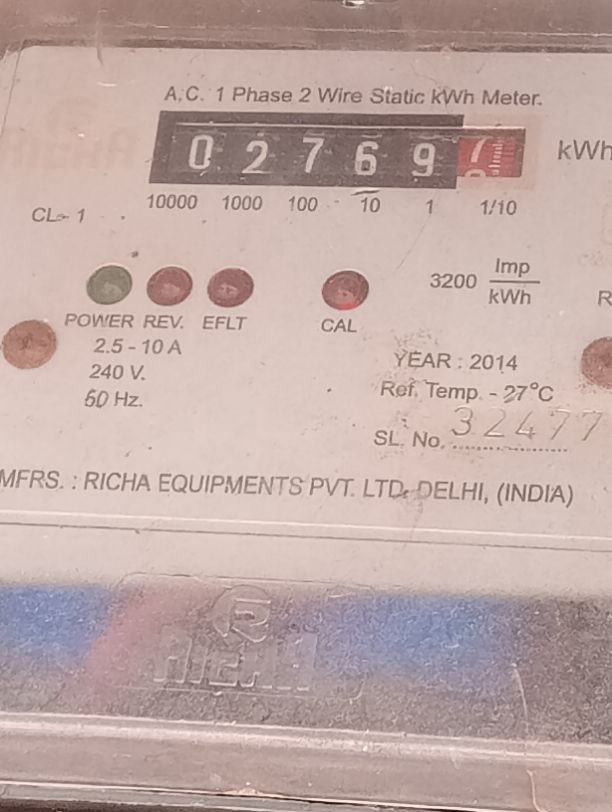 A.C. 1 Phase 2 Wire Static kWh Meter.
0 2 7 6 9 7 kWh
10000 1000 100 10 1 1/10
CL - 1
3200 Imp/kWh
POWER REV. EFLT CAL
2.5 - 10 A
240 V.
50 Hz.
YEAR : 2014
Ref. Temp. - 27°C
SL. No. 32477
MFRS. : RICHA EQUIPMENTS PVT. LTD. DELHI, (INDIA)
RICHA